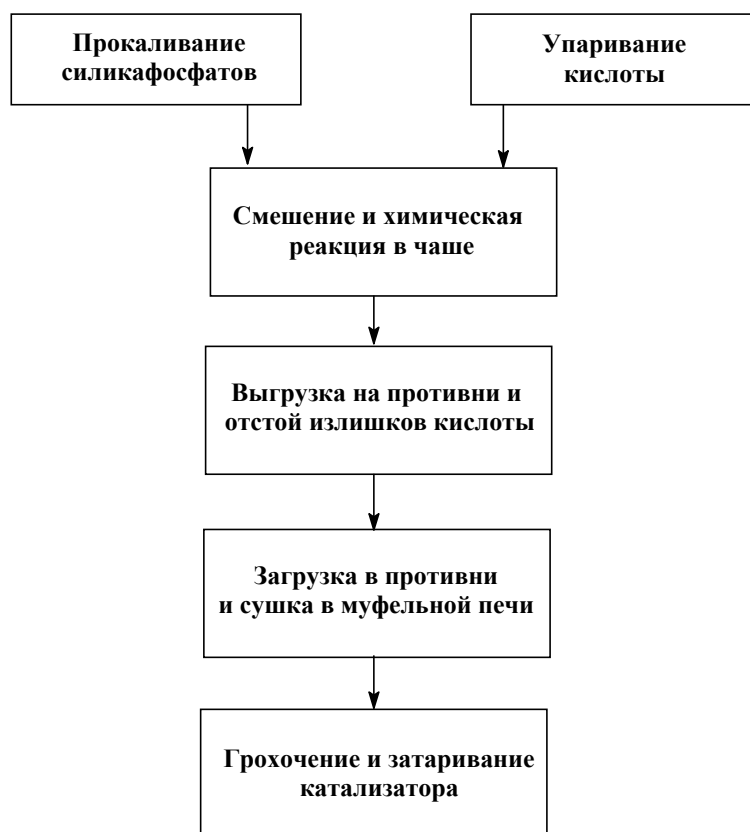 Прокаливание
силикафосфатов
Упаривание
кислоты
Смешение и химическая
реакция в чаше
Выгрузка на противни и
отстой излишков кислоты
Загрузка в противни
и сушка в муфельной печи
Грохочение и затаривание
катализатора